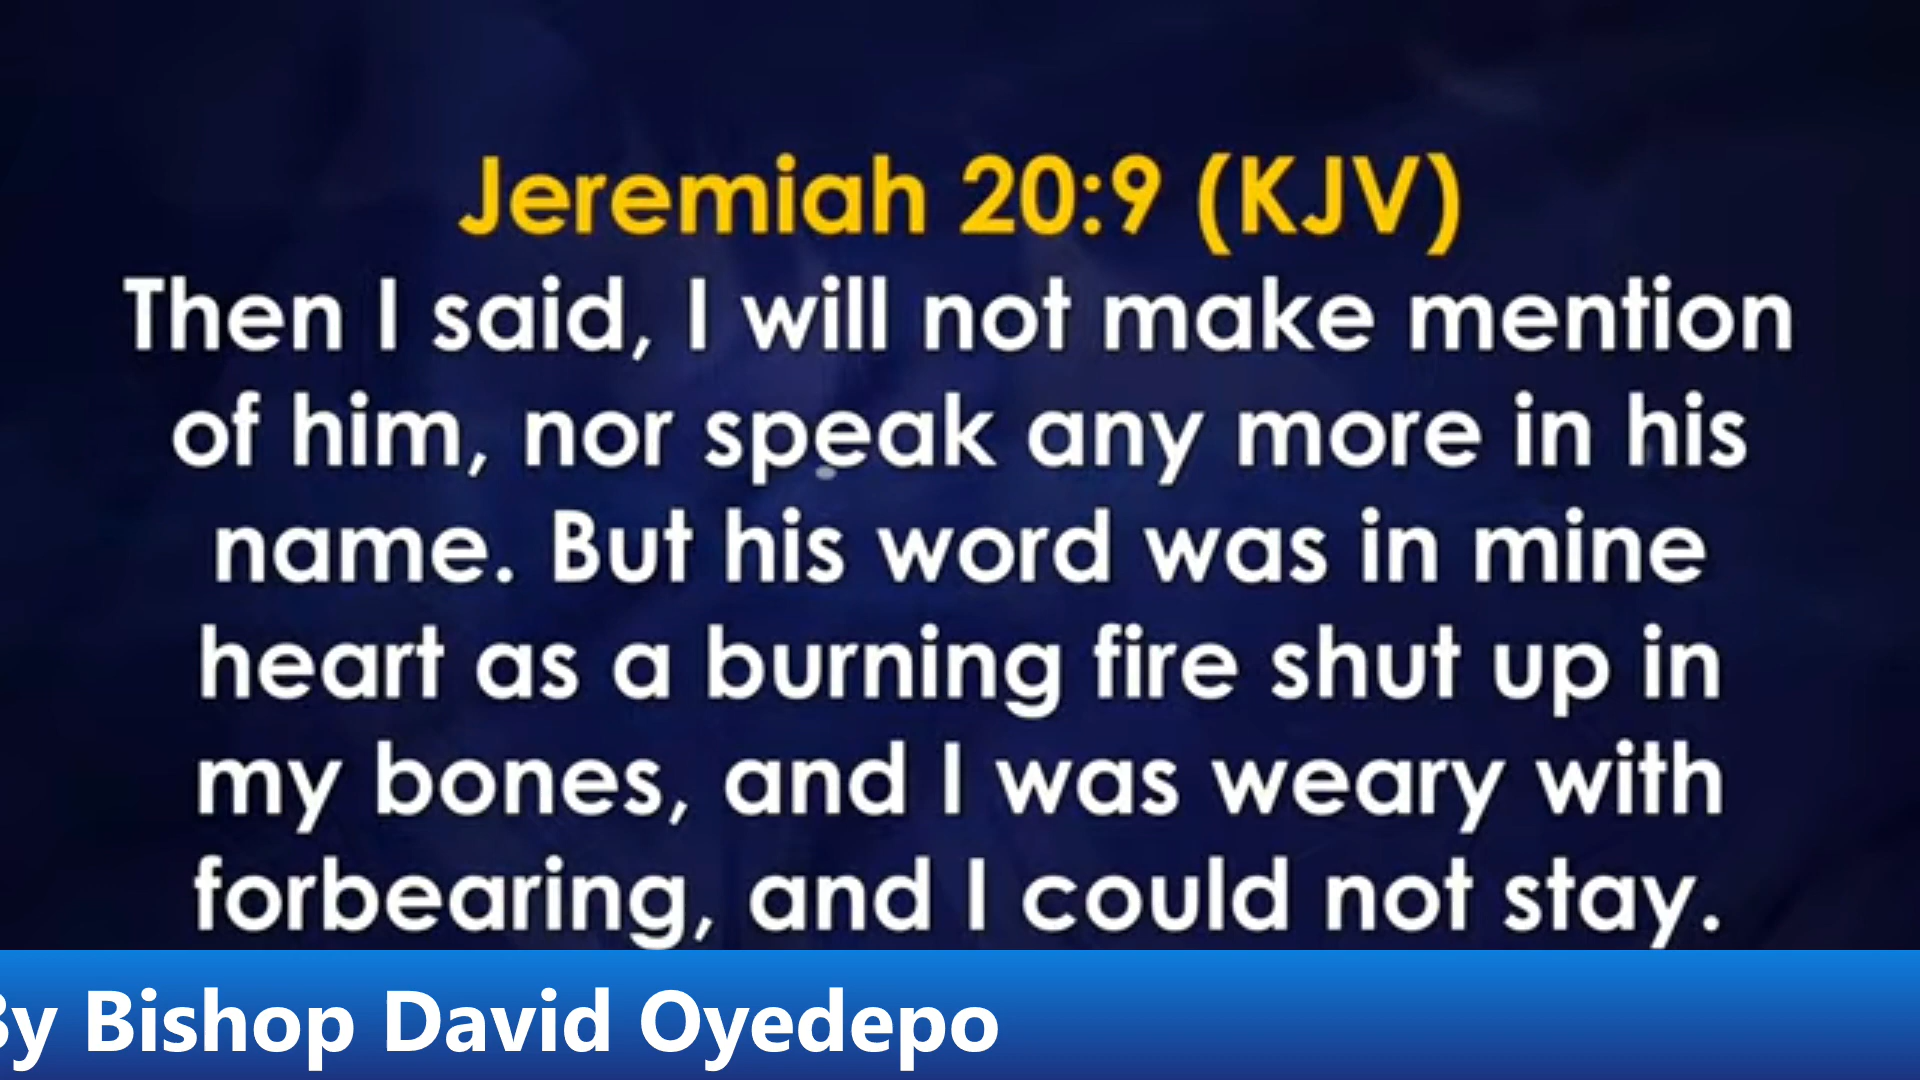 Jeremiah 20:9 (KJV)
Then I said, I will not make mention
of him, nor speak any more in his
name. But his word was in mine
heart as a burning fire shut up in
my bones, and I was weary with
forbearing, and I could not stay.
By Bishop David Oyedepo